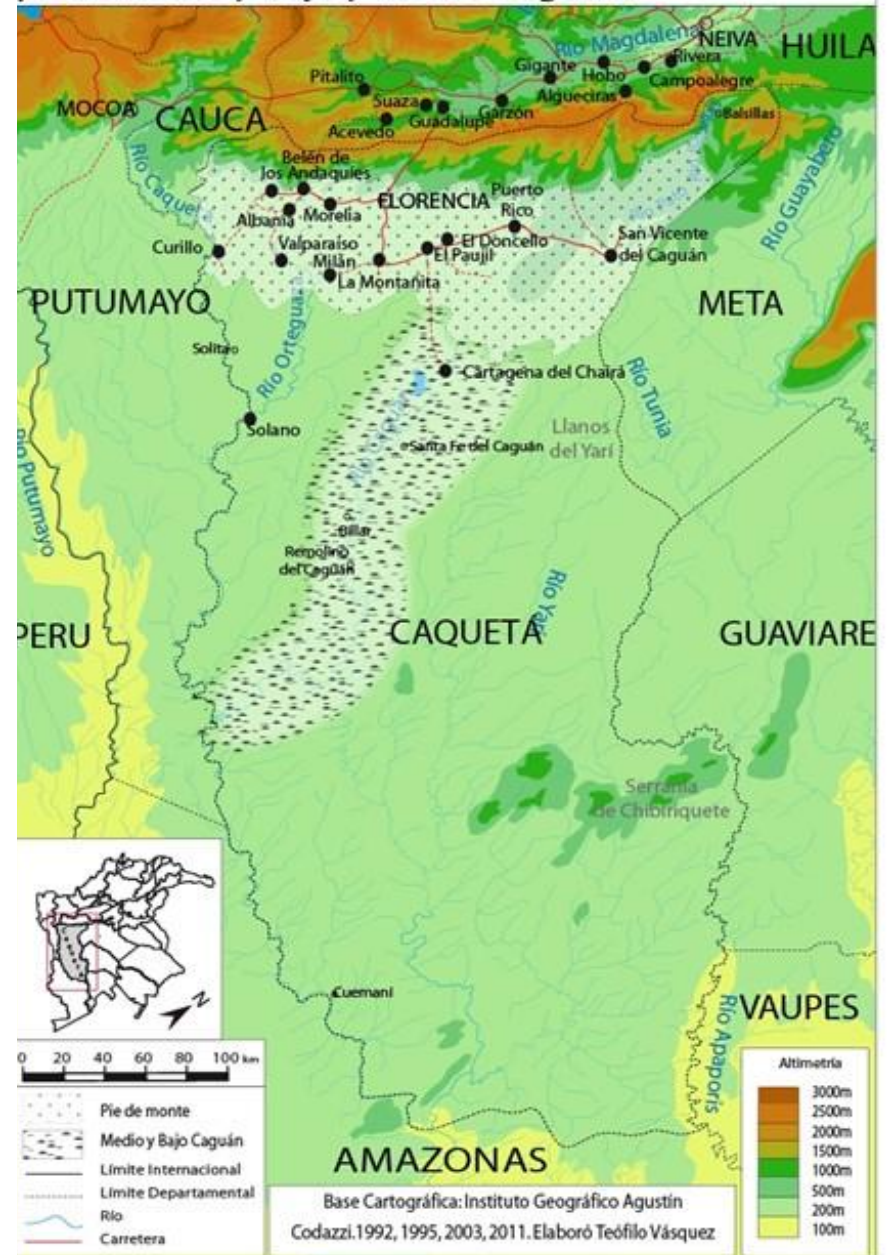 Río Magdalena
NEIVA
HUILA
Rivera
Gigante
Hobo
Campoalegre
Pitalito
Algueciras
Suaza
Garzón
MOCOA
CAUCA
Guadalupe
Balsillas
Acevedo
Río Guayabero
Belén de
los Andaquíes
Río Caquetá
FLORENCIA
Puerto
Rico
Albania
Morelia
San Vicente
del Caguán
Curillo
Valparaíso
El Doncello
Milán
El Paujil
La Montañita
PUTUMAYO
META
Río Orteguaza
Solita
Río Tunia
Cartagena del Chairá
Solano
Llanos
del Yarí
Santa Fe del Caguán
Río Putumayo
Billar
Remolino
del Caguán
Río Yarí
PERU
CAQUETA
GUAVIARE
Serranía
de Chibiriquete
N
Cuemaní
VAUPES
Río Apaporis
0 20 40 60 80 100 km
Pie de monte
Medio y Bajo Caguán
Límite Internacional
Límite Departamental
Río
Carretera
AMAZONAS
Base Cartográfica: Instituto Geográfico Agustín
Codazzi.1992, 1995, 2003, 2011. Elaboró Teófilo Vásquez
Altimetría
3000m
2500m
2000m
1500m
1000m
500m
200m
100m